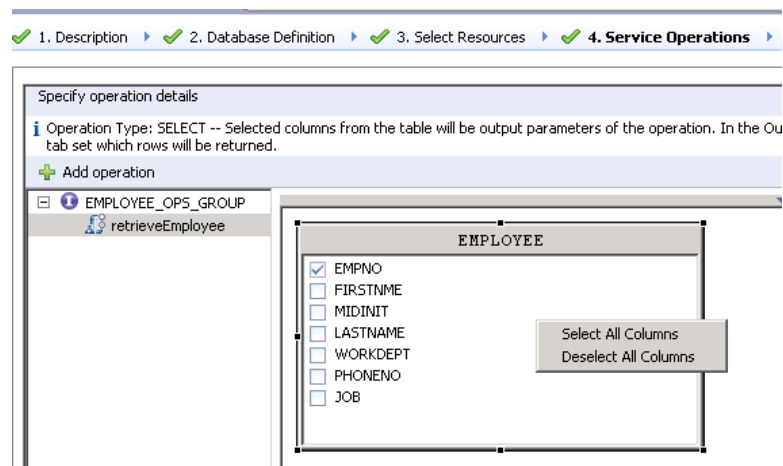 1. Description 2. Database Definition 3. Select Resources 4. Service Operations
Specify operation details
Operation Type: SELECT -- Selected columns from the table will be output parameters of the operation. In the Ou
tab set which rows will be returned.
Add operation
EMPLOYEE_OPS_GROUP
retrieveEmployee
EMPLOYEE
EMPNO
FIRSTNME
MIDINIT
LASTNAME
WORKDEPT
PHONENO
JOB
Select All Columns
Deselect All Columns